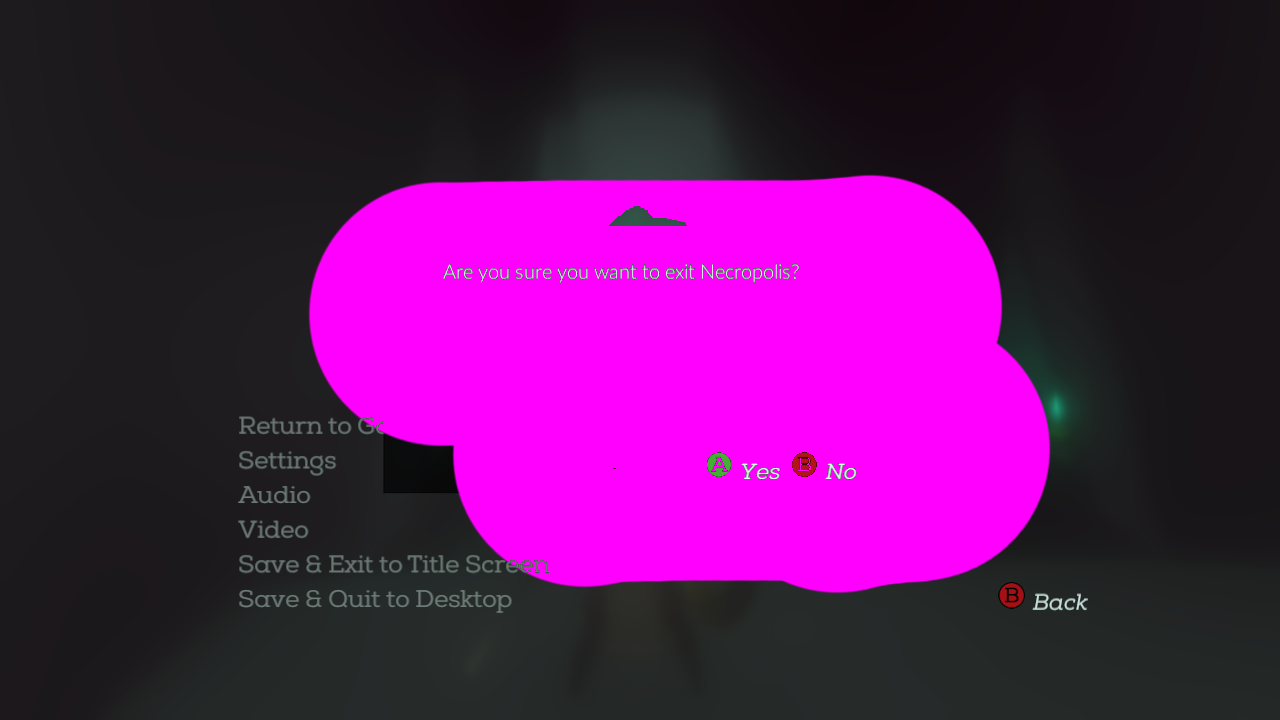 Are you sure you want to exit Necropolis?
Return to
Settings
Audio
A Yes B No
Video
Save & Exit to Title Screen
Save & Quit to Desktop
B Back